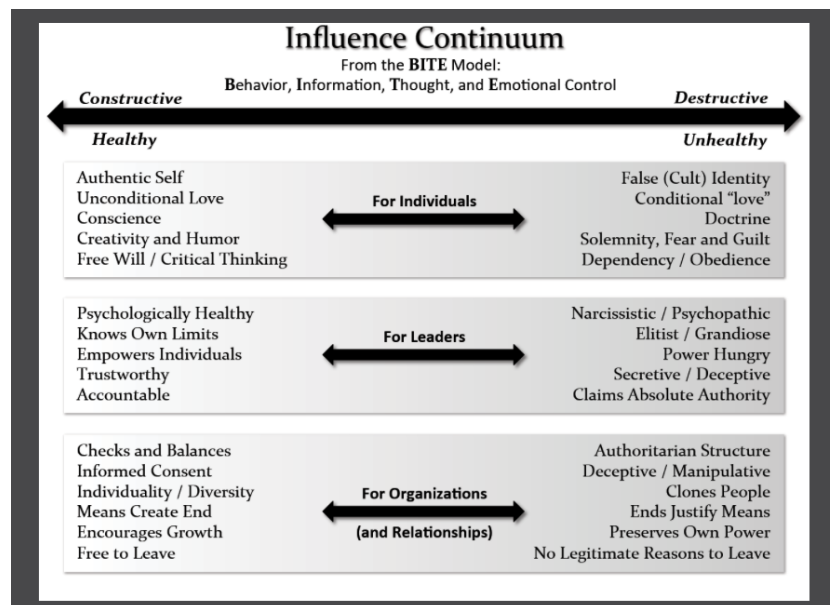 Influence Continuum
From the BITE Model:
Behavior, Information, Thought, and Emotional Control
Constructive
Destructive
Healthy
Unhealthy
Authentic Self
Unconditional Love
Conscience
Creativity and Humor
Free Will / Critical Thinking
For Individuals
False (Cult) Identity
Conditional “love”
Doctrine
Solemnity, Fear and Guilt
Dependency / Obedience
Psychologically Healthy
Knows Own Limits
Empowers Individuals
Trustworthy
Accountable
For Leaders
Narcissistic / Psychopathic
Elitist / Grandiose
Power Hungry
Secretive / Deceptive
Claims Absolute Authority
Checks and Balances
Informed Consent
Individuality / Diversity
Means Create End
Encourages Growth
Free to Leave
For Organizations
(and Relationships)
Authoritarian Structure
Deceptive / Manipulative
Clones People
Ends Justify Means
Preserves Own Power
No Legitimate Reasons to Leave